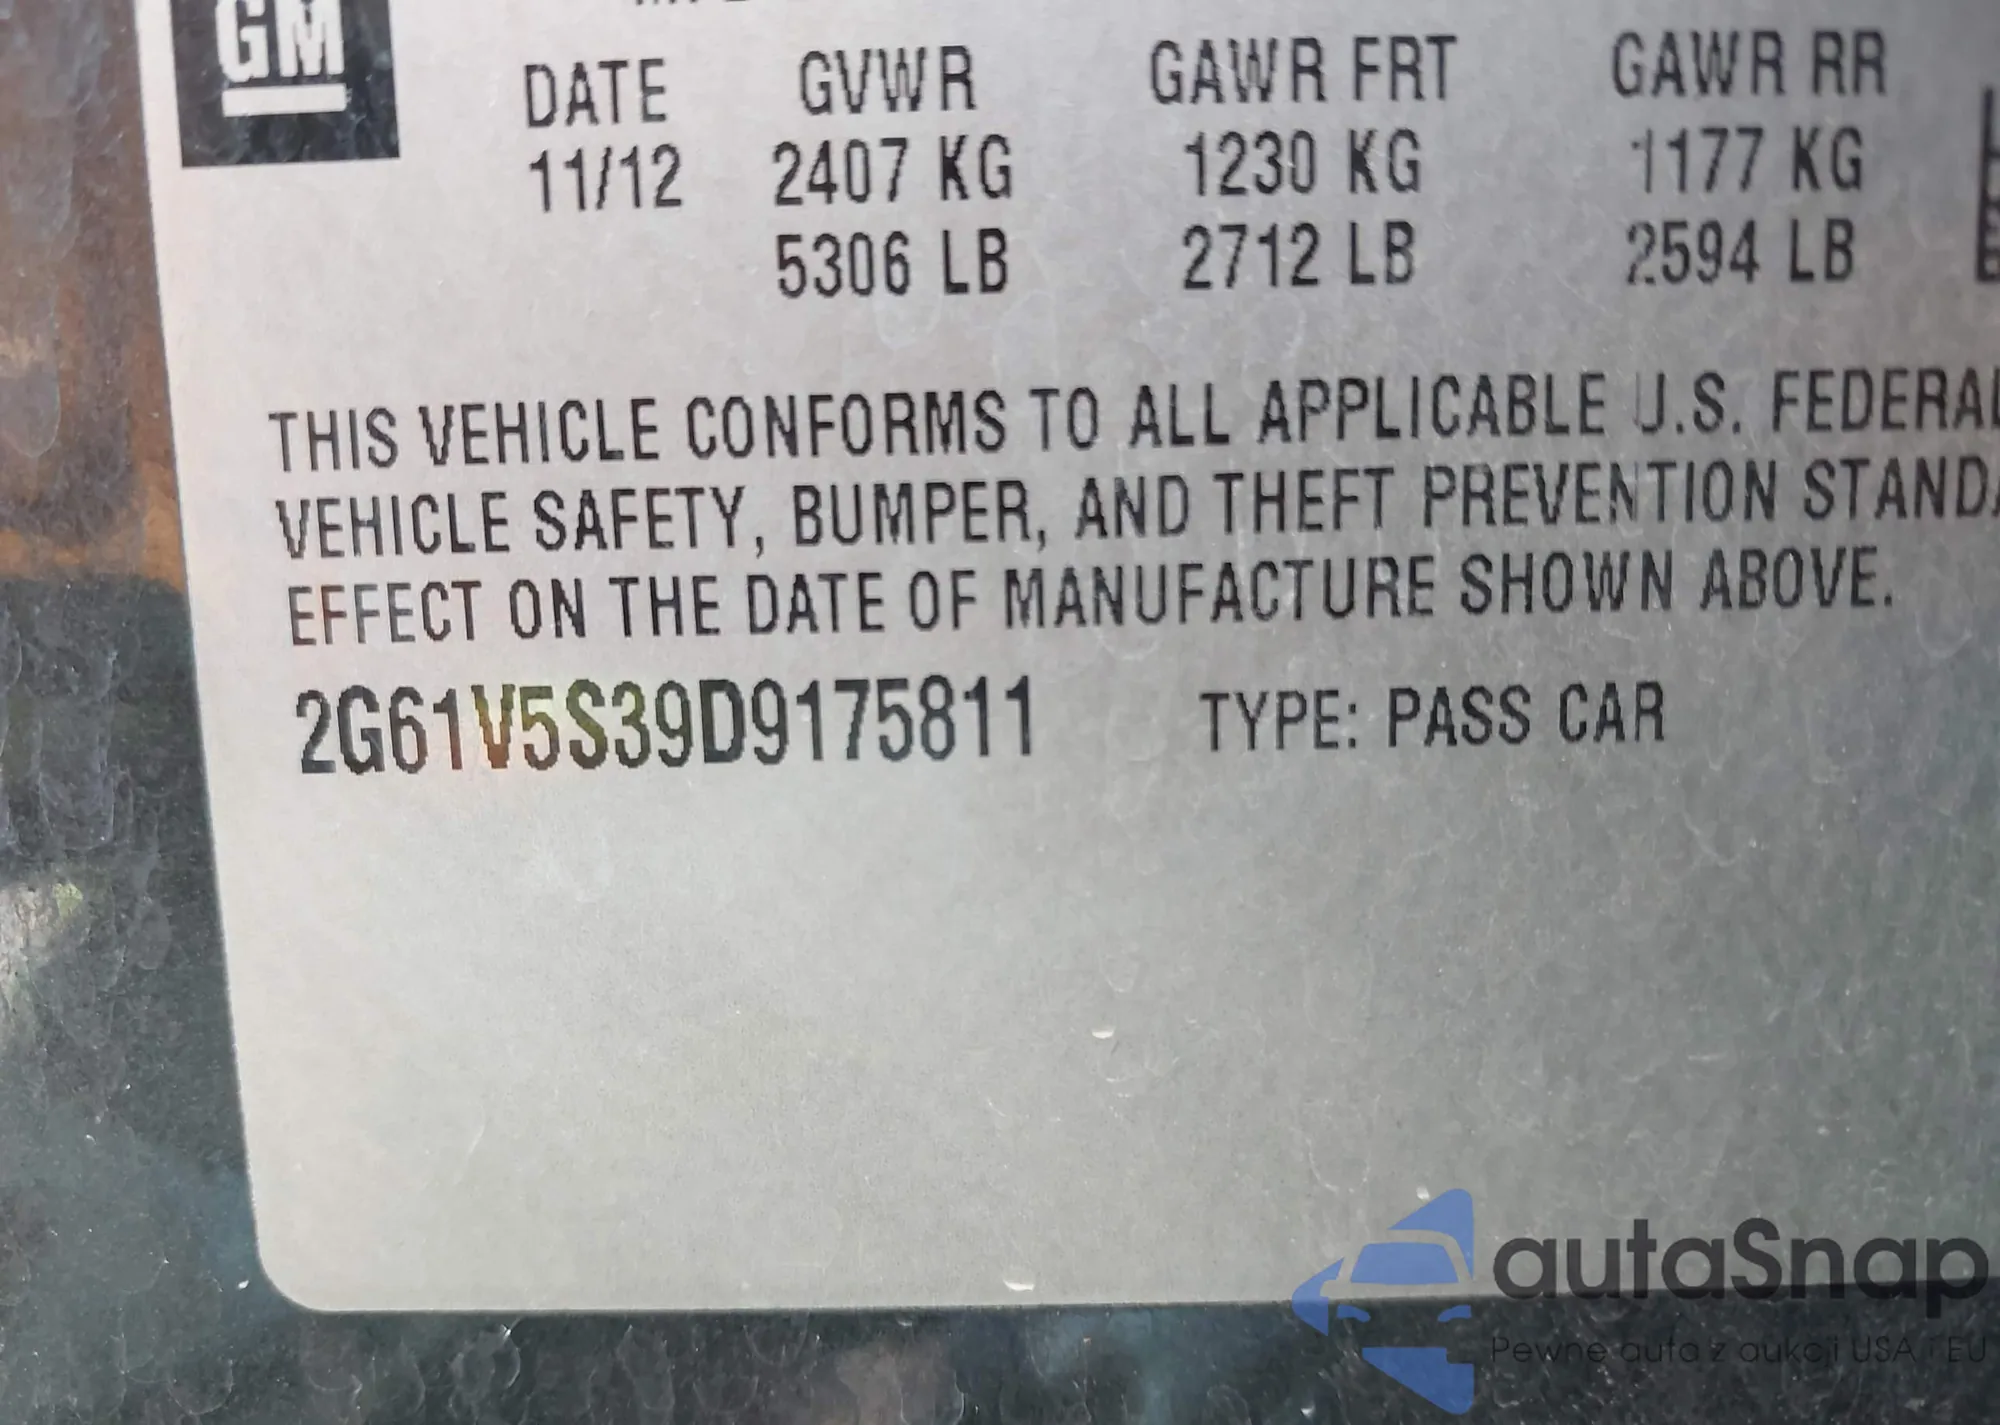 GM
DATE GVWR GAWR FRT GAWR RR
11/12 2407 KG 1230 KG 1177 KG
5306 LB 2712 LB 2594 LB
THIS VEHICLE CONFORMS TO ALL APPLICABLE U.S. FEDERAL
VEHICLE SAFETY, BUMPER, AND THEFT PREVENTION STANDA
EFFECT ON THE DATE OF MANUFACTURE SHOWN ABOVE.
2G61V5S39D9175811 TYPE: PASS CAR
autaSnap
Pewne auta z aukcji USA i EU